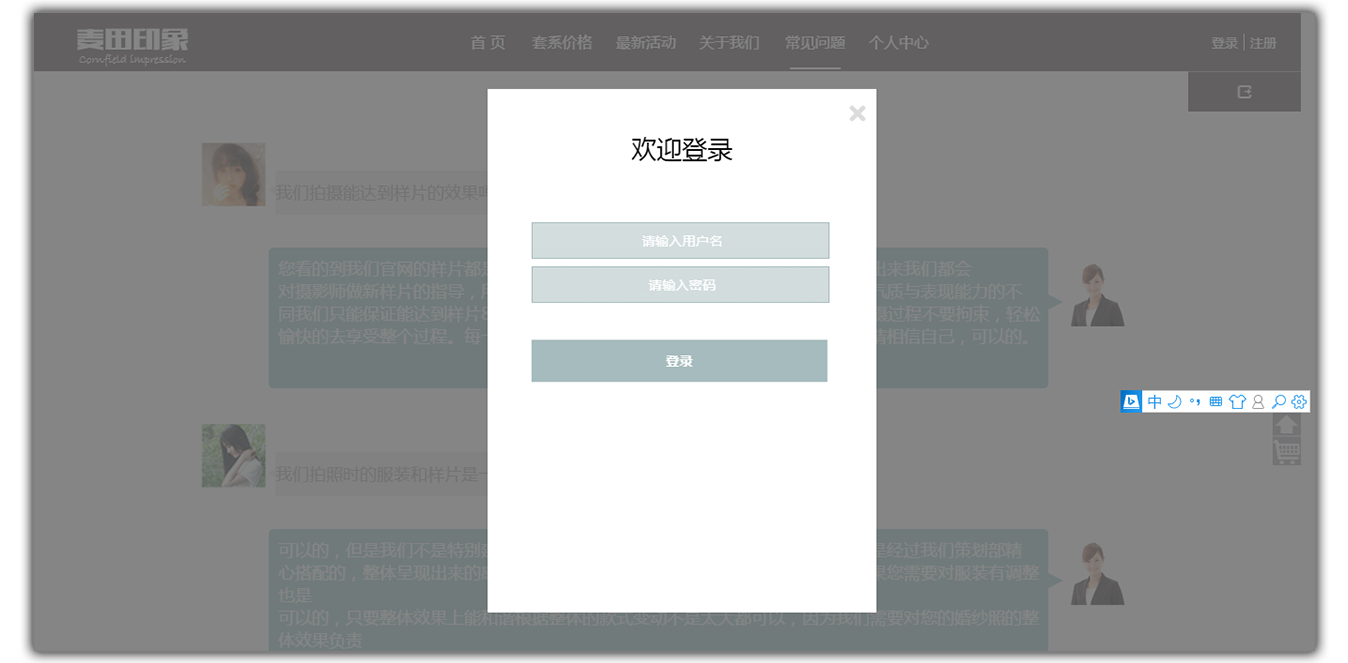 麦田印象
Cornfield Impression
首 页 套系价格 最新活动 关于我们 常见问题 个人中心
登录 注册
欢迎登录
请输入用户名
请输入密码
登录
我们拍摄能达到样片的效果
您看的到我们官网的样片都 出来我们都会
对摄影师做新样片的指导, 气质与表现能力的不
同我们只能保证能达到样片 过程不要拘束,轻松
愉快的去享受整个过程。每 情相信自己,可以的。
中
我们拍照时的服装和样片是
可以的,但是我们不是特别 是经过我们策划部精
心搭配的,整体呈现出来的 果您需要对服装有调整
也是
可以的,只要整体效果上能和谐根据整体的款式变动不是太大都可以,因为我们需要对您的婚纱照的整
体效果负责